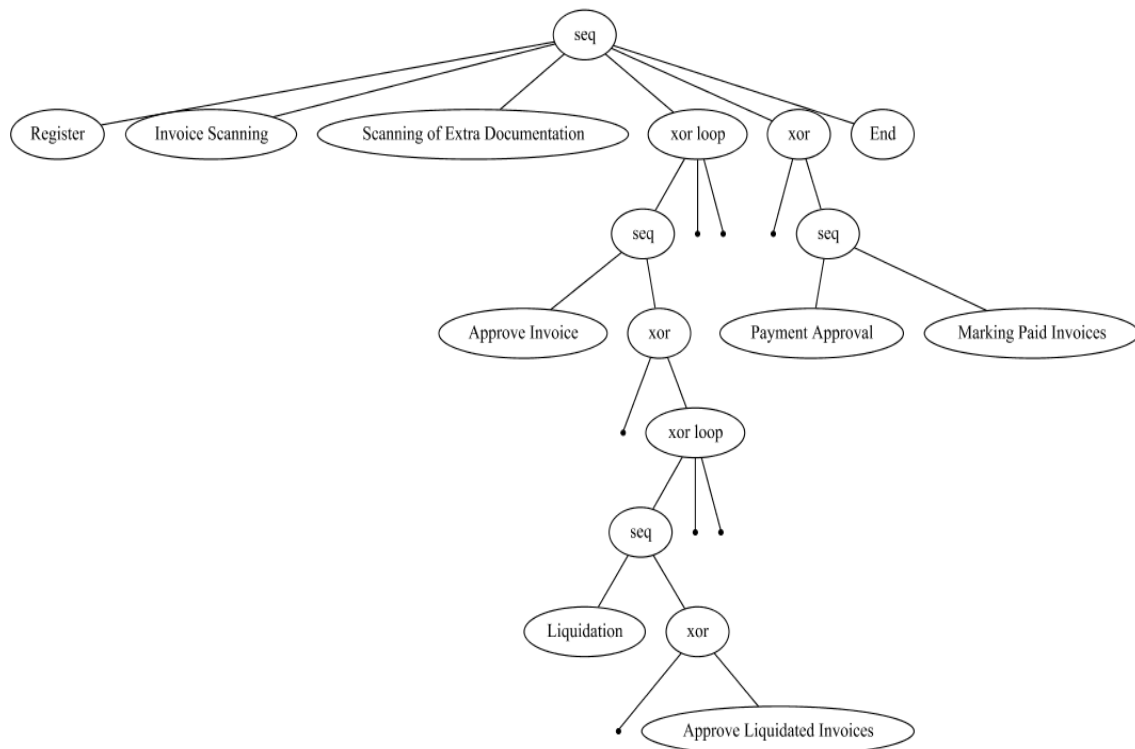 seq
Register
Invoice Scanning
Scanning of Extra Documentation
xor loop
xor
End
seq
seq
Approve Invoice
xor
Payment Approval
Marking Paid Invoices
xor loop
seq
Liquidation
xor
Approve Liquidated Invoices